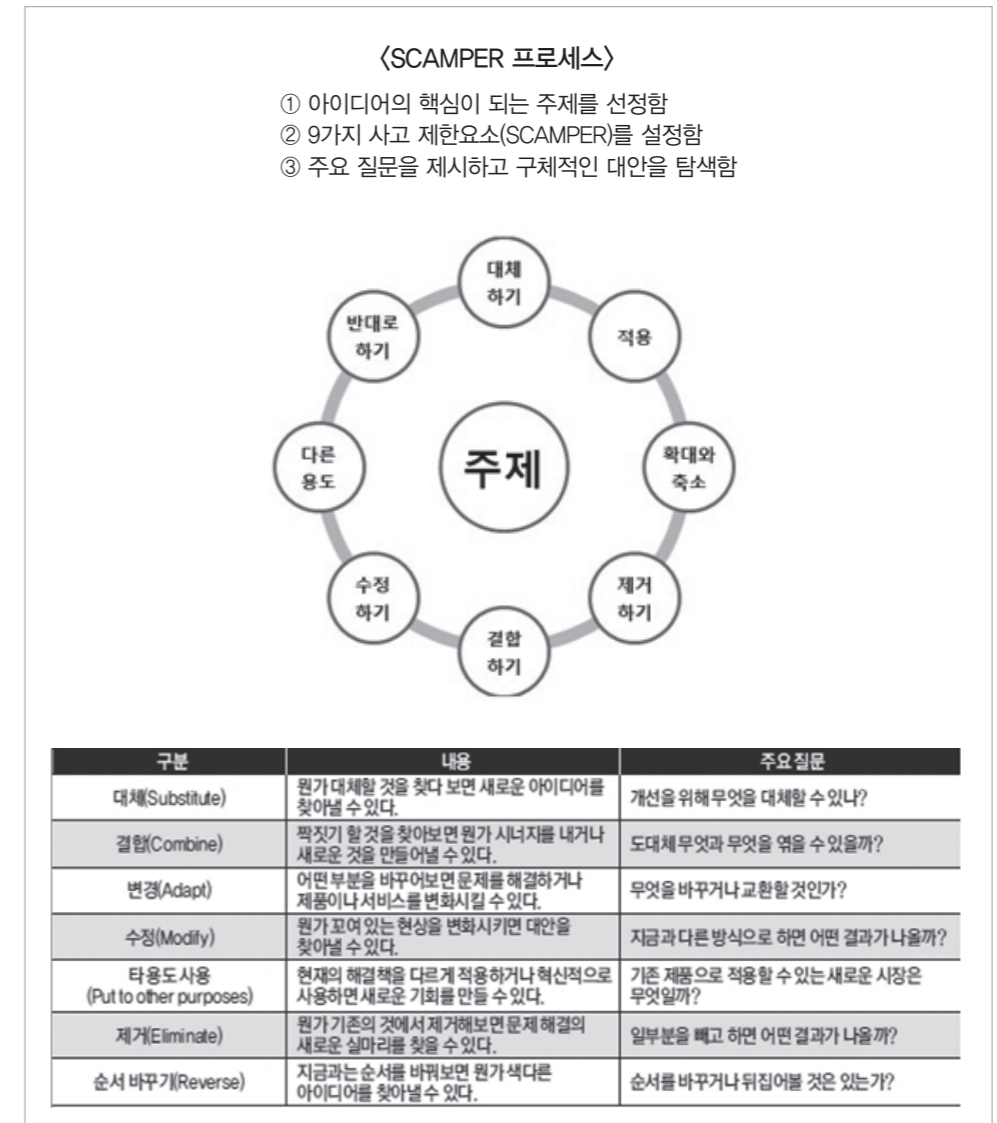 〈SCAMPER 프로세스〉
① 아이디어의 핵심이 되는 주제를 선정함
② 9가지 사고 제한요소(SCAMPER)를 설정함
③ 주요 질문을 제시하고 구체적인 대안을 탐색함
대체
하기
반대로
하기
적용
다른
용도
주제
확대와
축소
수정
하기
제거
하기
결합
하기
구분 내용 주요 질문
대체(Substitute) 뭔가 대체할 것을 찾다 보면 새로운 아이디어를
찾아낼 수 있다. 개선을 위해 무엇을 대체할 수 있나?
결합(Combine) 짝짓기 할 것을 찾아보면 뭔가 시너지를 내거나
새로운 것을 만들어낼 수 있다. 도대체 무엇과 무엇을 엮을 수 있을까?
변경(Adapt) 어떤 부분을 바꾸어보면 문제를 해결하거나
제품이나 서비스를 변화시킬 수 있다. 무엇을 바꾸거나 교환할 것인가?
수정(Modify) 뭔가 꼬여 있는 현상을 변화시키면 대안을
찾아낼 수 있다. 지금과 다른 방식으로 하면 어떤 결과가 나올까?
타용도 사용 현재의 해결책을 다르게 적용하거나 혁신적으로 기존 제품으로 적용할 수 있는 새로운 시장은
(Put to other purposes) 사용하면 새로운 기회를 만들 수 있다. 무엇일까?
제거(Eliminate) 뭔가 기존의 것에서 제거해보면 문제 해결의
새로운 실마리를 찾을 수 있다. 일부분을 빼고 하면 어떤 결과가 나올까?
순서 바꾸기(Reverse) 지금과는 순서를 바꿔보면 뭔가 색다른
아이디어를 찾아낼 수 있다. 순서를 바꾸거나 뒤집어볼 것은 있는가?